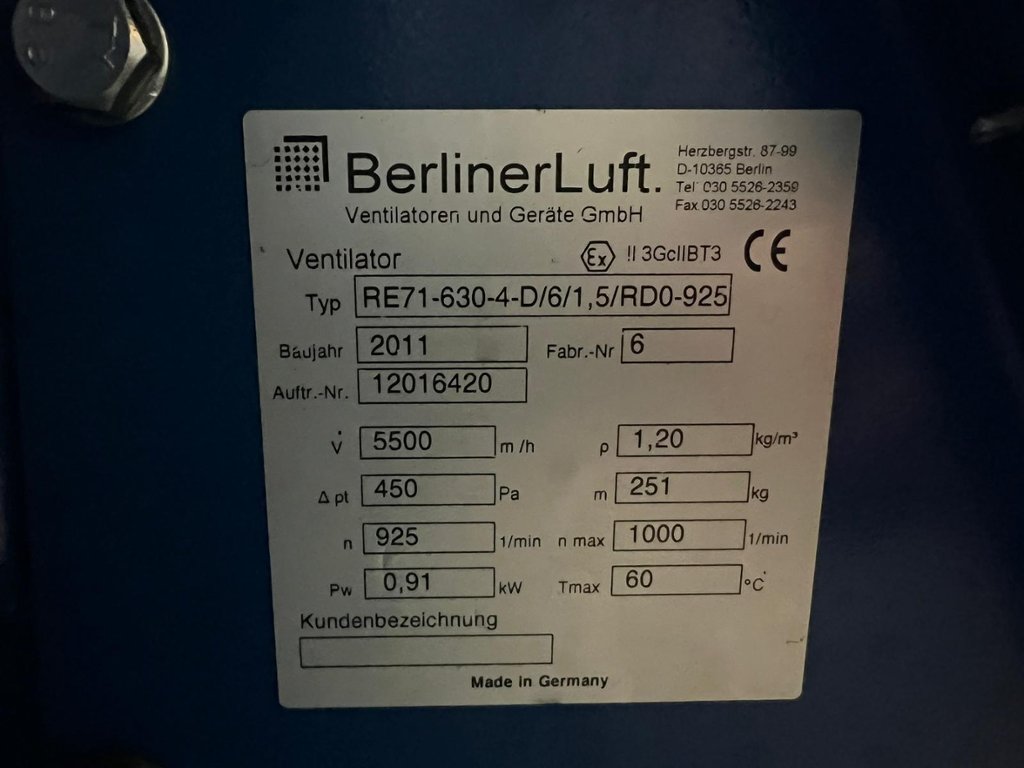 BerlinerLuft.
Ventilatoren und Geräte GmbH
Herzbergstr. 87-99
D-10365 Berlin
Tel 030 5526-2359
Fax 030 5526-2243
Ventilator
Ex II 3GcIIBT3 CE
Typ RE71-630-4-D/6/1,5/RD0-925
Baujahr 2011 Fabr.-Nr 6
Auftr.-Nr. 12016420
V̇ 5500 m /h ρ 1,20 kg/m³
Δ pt 450 Pa m 251 kg
n 925 1/min n max 1000 1/min
Pw 0,91 kW Tmax 60 °C
Kundenbezeichnung
Made in Germany